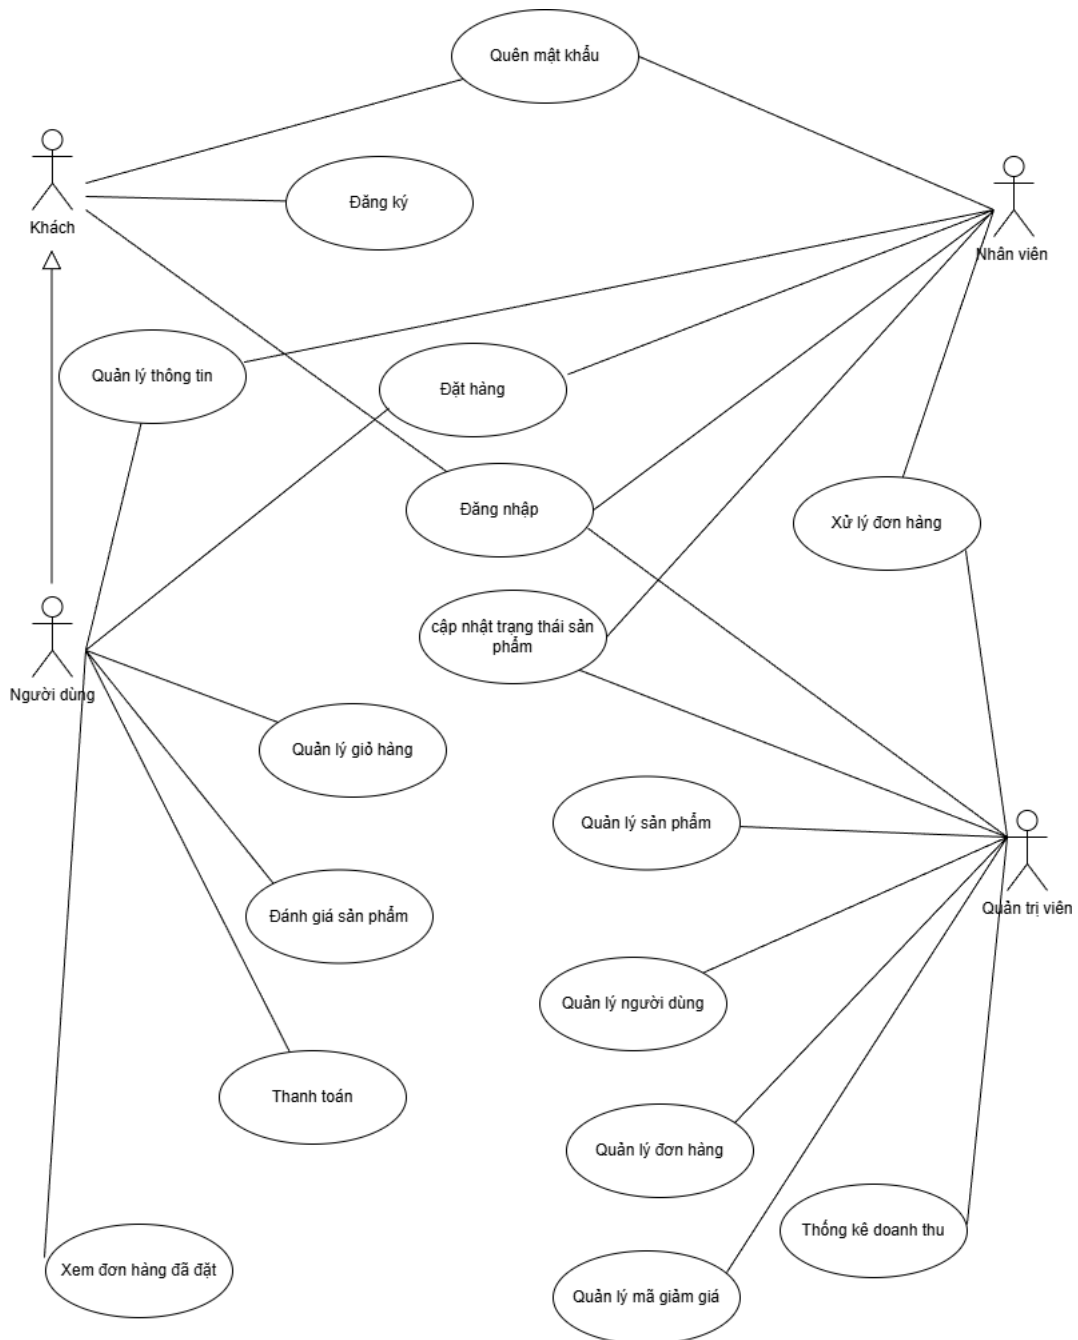 Quên mật khẩu
Đăng ký
Khách
Nhân viên
Quản lý thông tin
Đặt hàng
Đăng nhập
Xử lý đơn hàng
cập nhật trạng thái sản
phẩm
Người dùng
Quản lý giỏ hàng
Quản lý sản phẩm
Đánh giá sản phẩm
Quản trị viên
Quản lý người dùng
Thanh toán
Quản lý đơn hàng
Thống kê doanh thu
Xem đơn hàng đã đặt
Quản lý mã giảm giá